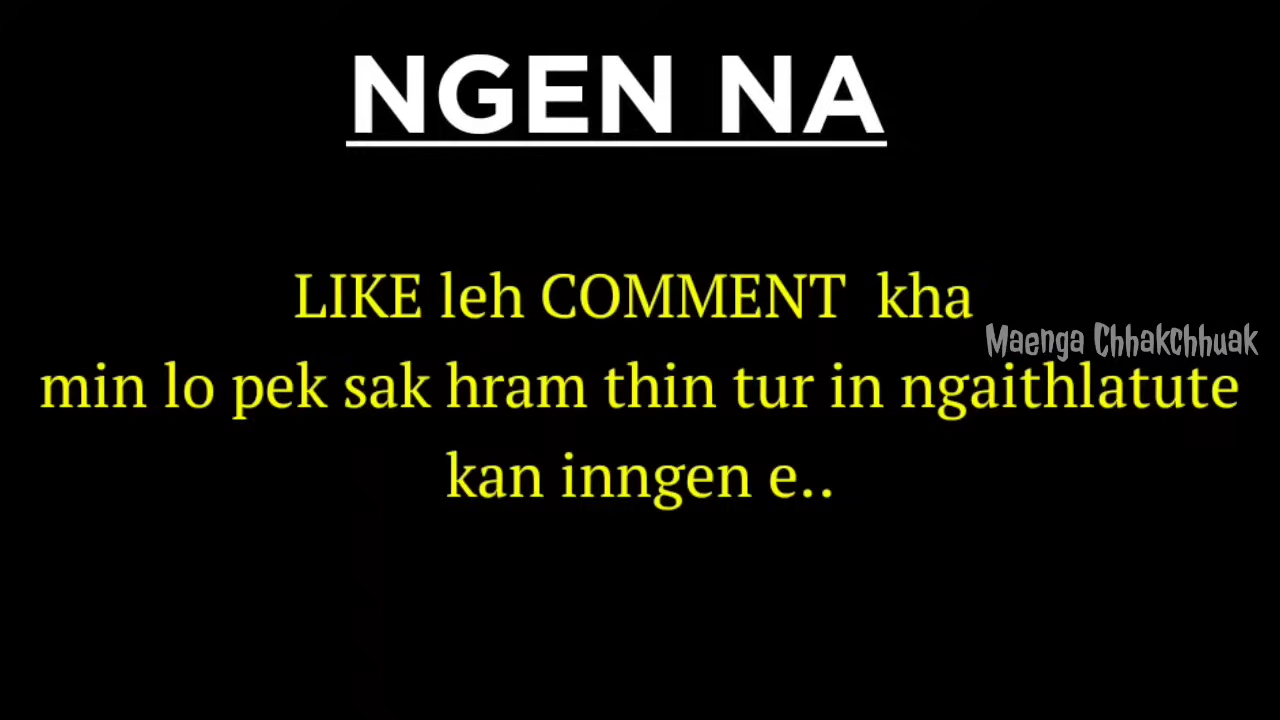 NGEN NA
LIKE leh COMMENT kha
Maenga Chhakchhuak
min lo pek sak hram thin tur in ngaithlatute
kan inngen e..